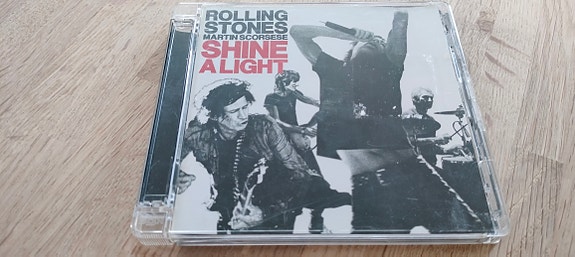 ROLLING
STONES
MARTIN SCORSESE
SHINE
A LIGHT